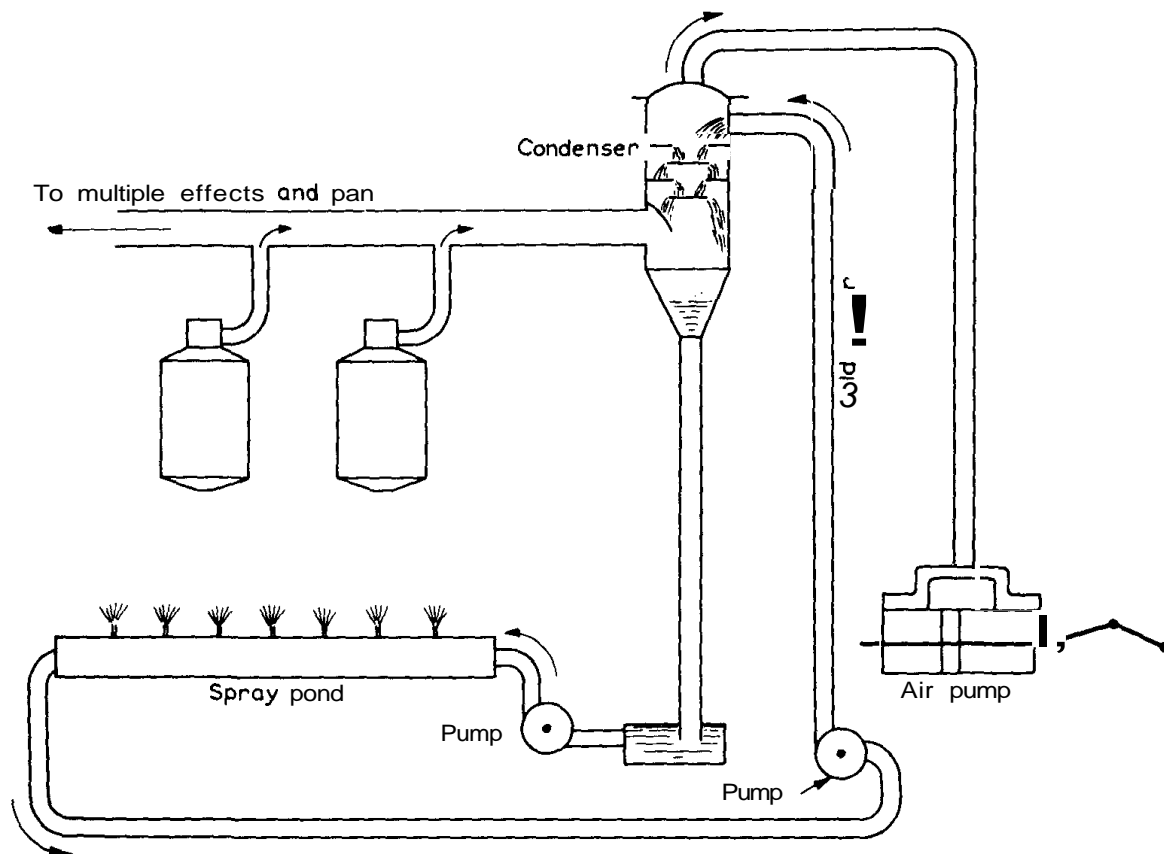 Condenser
To multiple effects and pan
Spray pond
Pump
Pump
Air pump